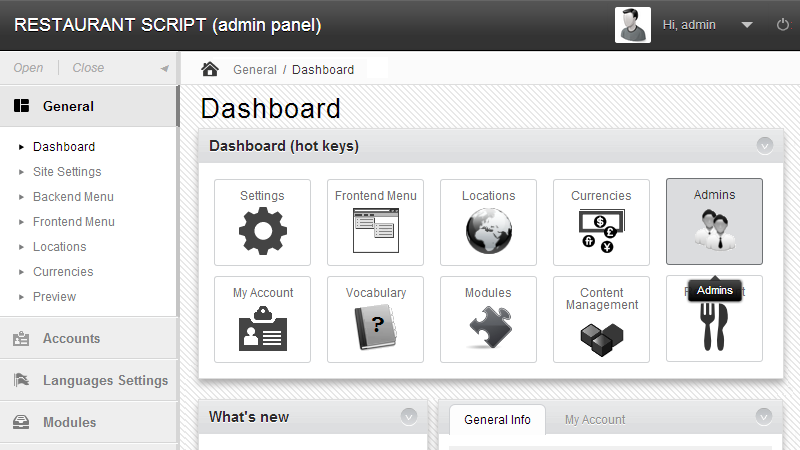 RESTAURANT SCRIPT (admin panel)
Hi, admin
Open
Close
General / Dashboard
General
Dashboard
Site Settings
Backend Menu
Frontend Menu
Locations
Currencies
Preview
Accounts
Languages Settings
Modules
Dashboard
Dashboard (hot keys)
Settings
Frontend Menu
Locations
Currencies
Admins
My Account
Vocabulary
Modules
Content
Management
Admins
?
What's new
General Info
My Account